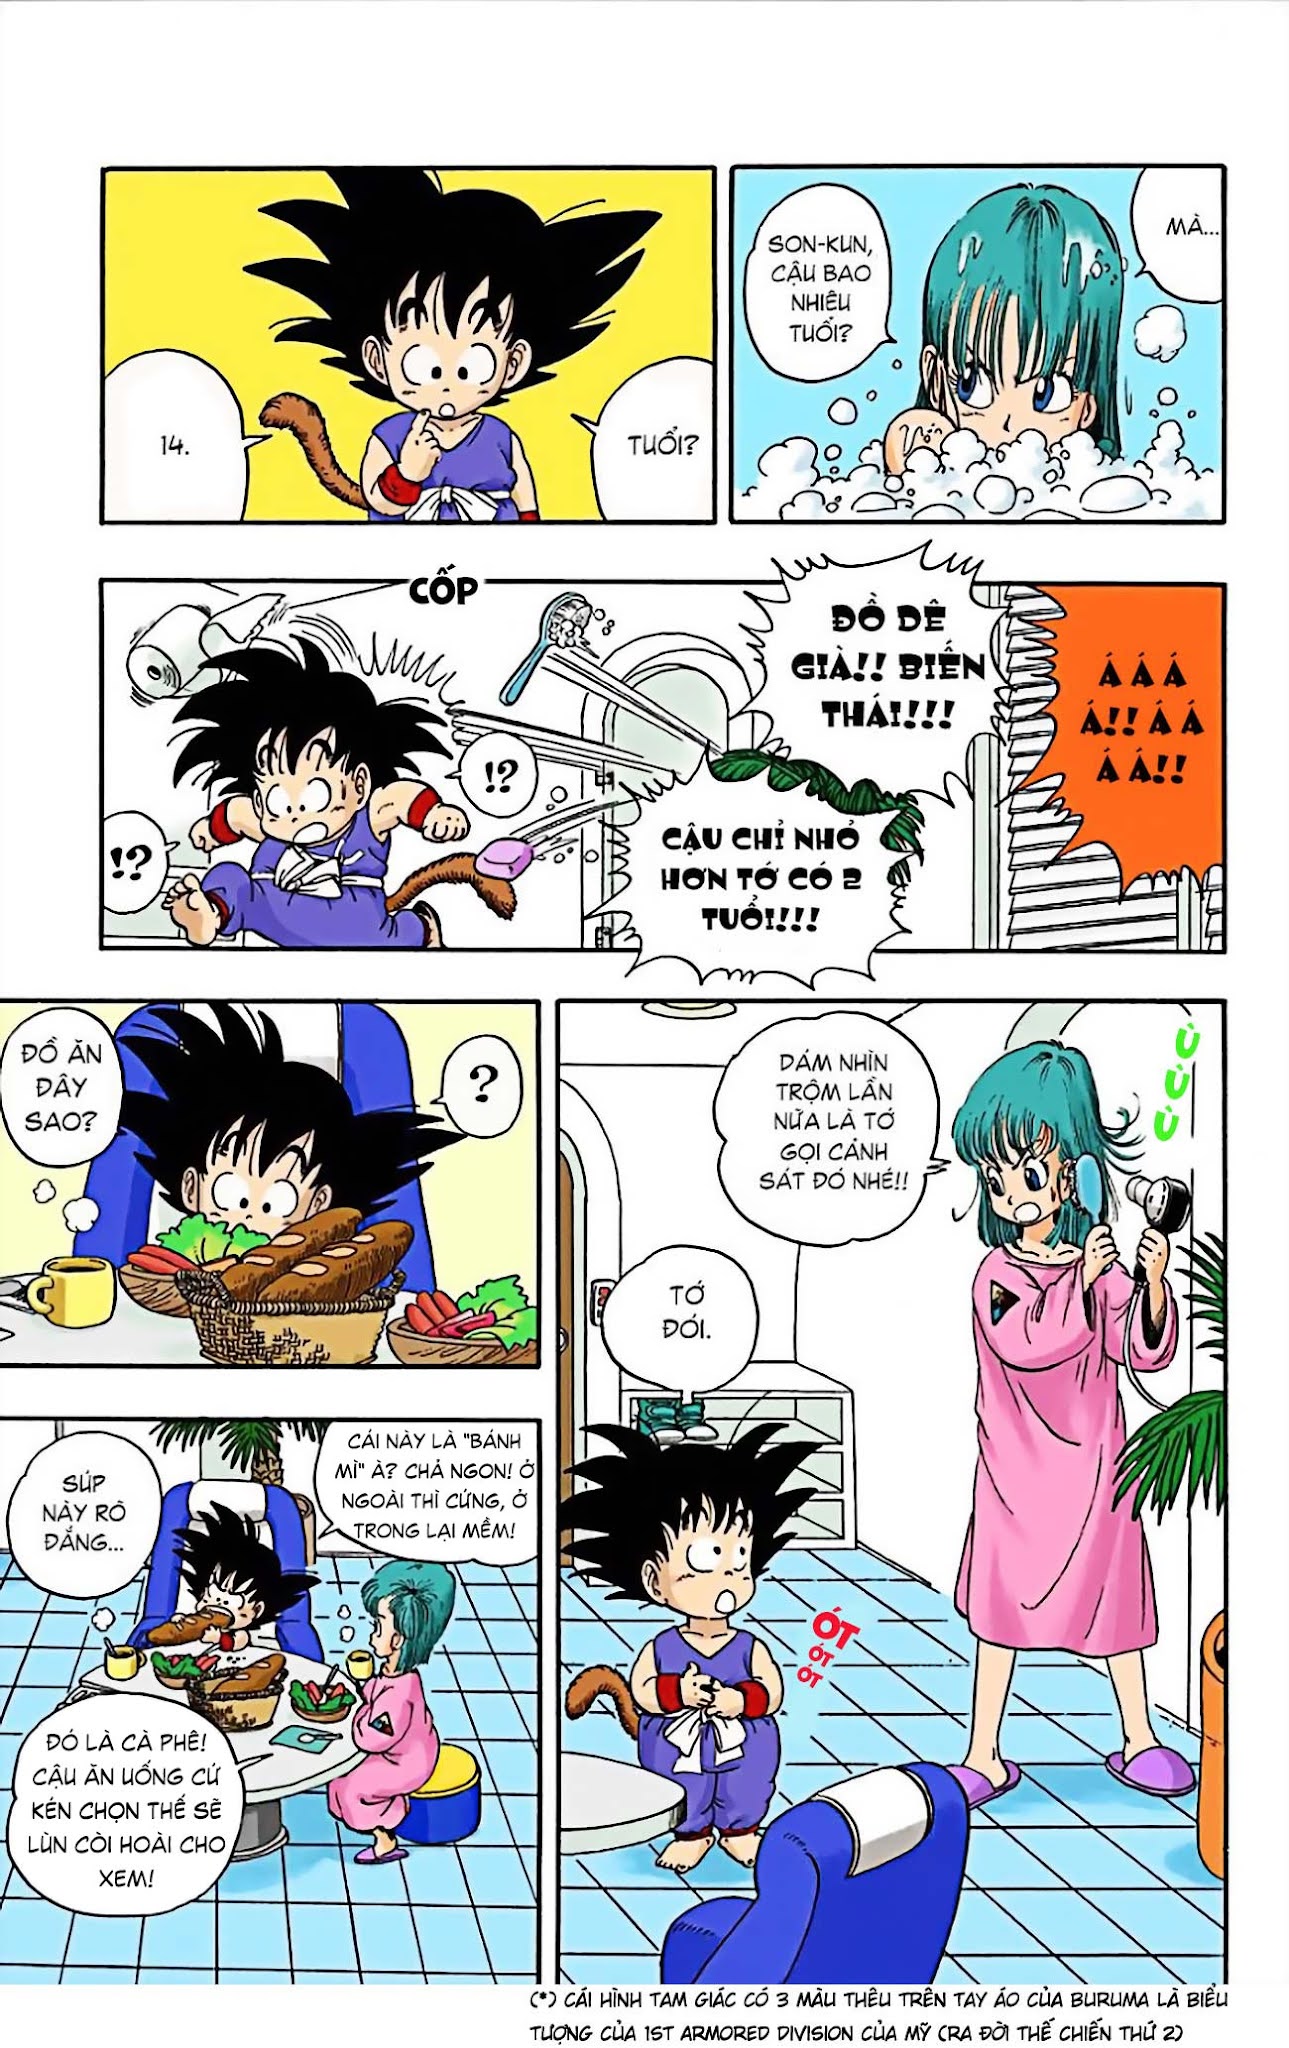 MÀ...
SON-KUN,
CẬU BAO
NHIÊU
TUỔI?
TUỔI?
14.
Á Á Á
Á!! Á Á
Á Á!!
ĐỒ DÊ
GIÀ!! BIẾN
THÁI!!!
CẬU CHỈ NHỎ
HƠN TỚ CÓ 2
TUỔI!!!
CỐP
!?
!?
Ù
Ù
Ù
DÁM NHÌN
TRỘM LẦN
NỮA LÀ TỚ
GỌI CẢNH
SÁT ĐÓ NHÉ!!
TỚ
ĐÓI.
ÓT
ÓT
ÓT
?
ĐỒ ĂN
ĐÂY
SAO?
CÁI NÀY LÀ "BÁNH
MÌ" À? CHẢ NGON! Ở
NGOÀI THÌ CỨNG, Ở
TRONG LẠI MỀM!
SÚP
NÀY RÕ
ĐẮNG...
ĐÓ LÀ CÀ PHÊ!
CẬU ĂN UỐNG CỨ
KÉN CHỌN THẾ SẼ
LÙN CÒI HOÀI CHO
XEM!
(*) CÁI HÌNH TAM GIÁC CÓ 3 MÀU THÊU TRÊN TAY ÁO CỦA BURUMA LÀ BIỂU
TƯỢNG CỦA 1ST ARMORED DIVISION CỦA MỸ (RA ĐỜI THẾ CHIẾN THỨ 2)